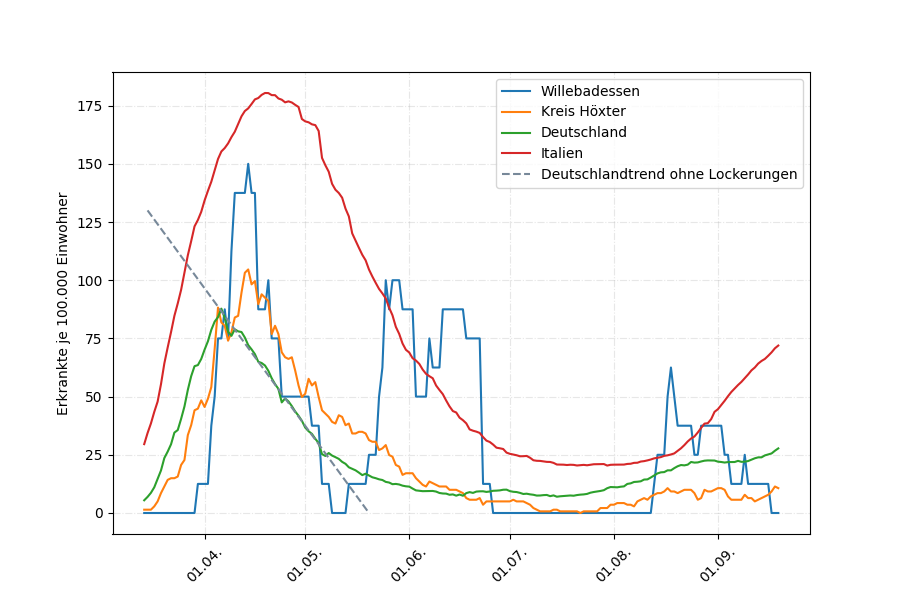 Erkrankte je 100.000 Einwohner
175
150
125
100
75
50
25
0
01.04.
01.05.
01.06.
01.07.
01.08.
01.09.
Willebadessen
Kreis Höxter
Deutschland
Italien
Deutschlandtrend ohne Lockerungen